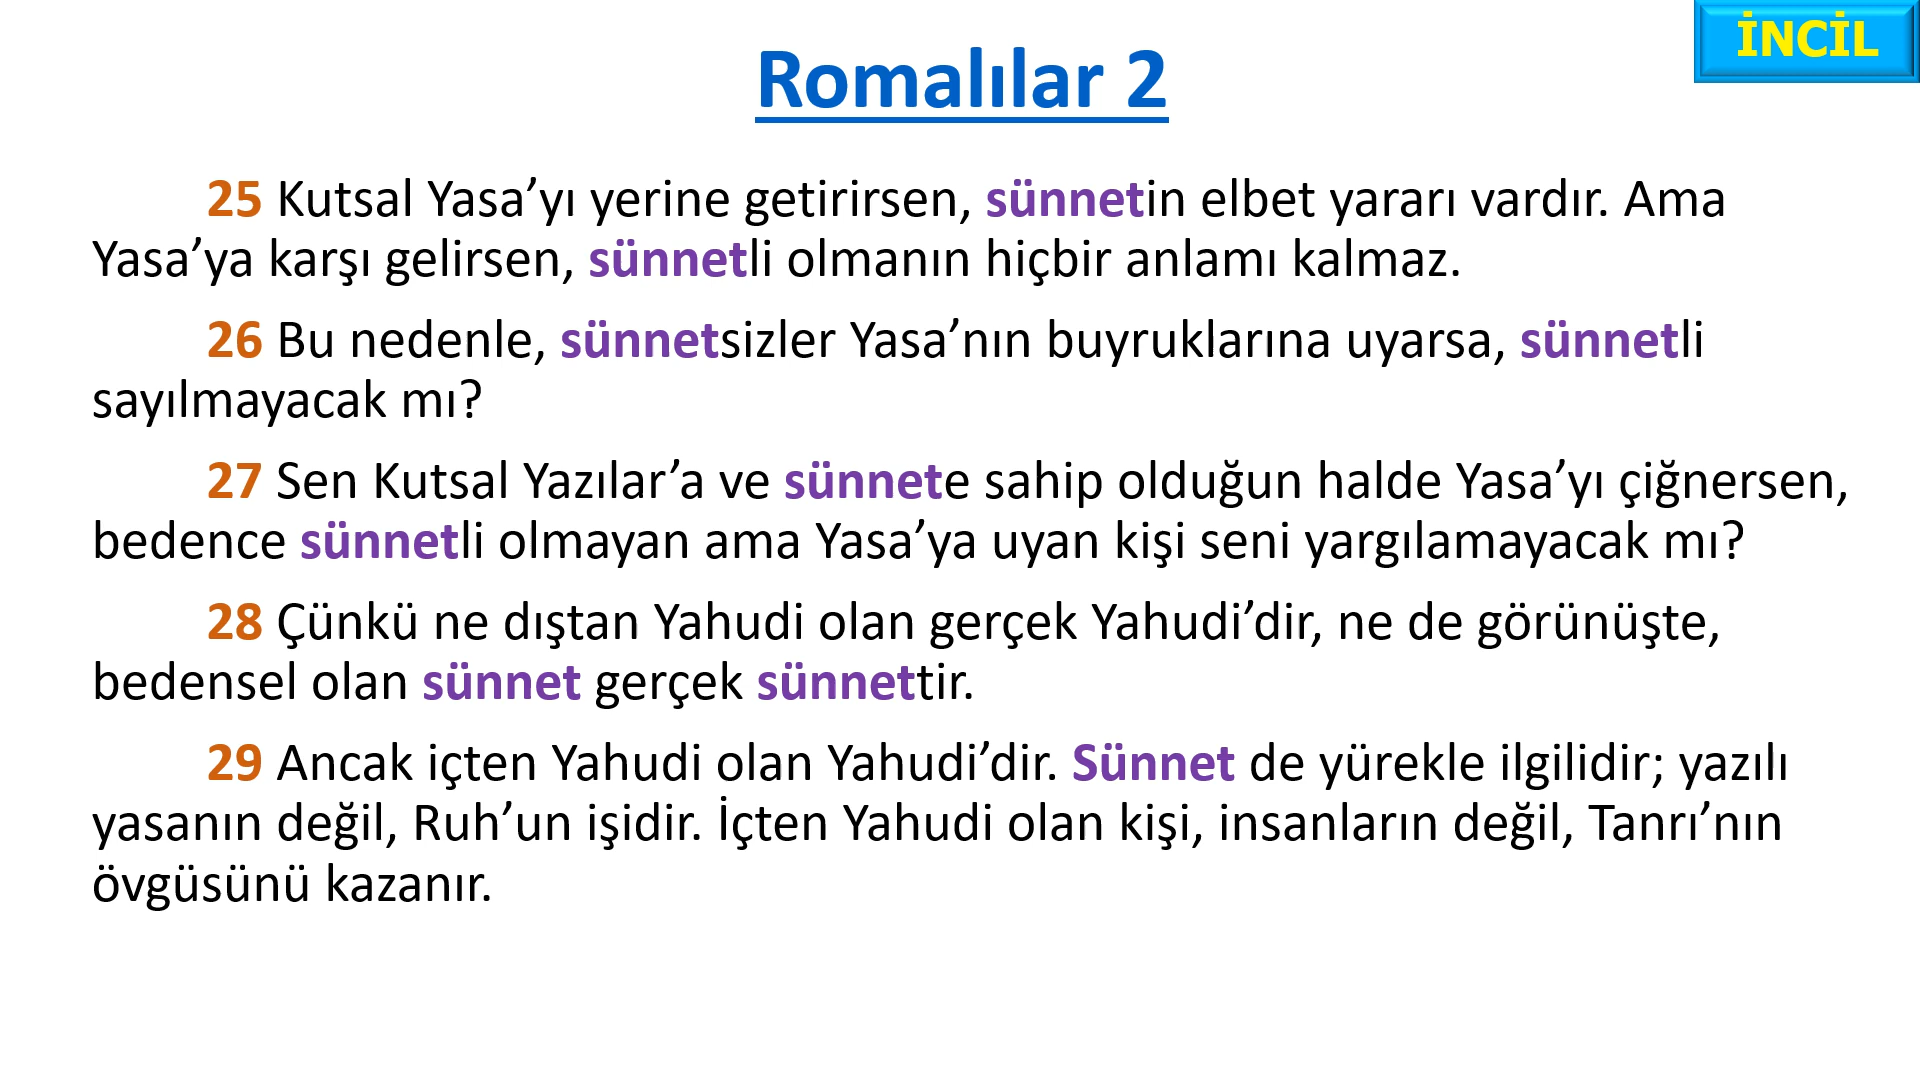 İNCİL
Romalılar 2
25 Kutsal Yasa’yı yerine getirirsen, sünnetin elbet yararı vardır. Ama
Yasa’ya karşı gelirsen, sünnetli olmanın hiçbir anlamı kalmaz.
26 Bu nedenle, sünnetsizler Yasa’nın buyruklarına uyarsa, sünnetli
sayılmayacak mı?
27 Sen Kutsal Yazılar’a ve sünnete sahip olduğun halde Yasa’yı çiğnersen,
bedence sünnetli olmayan ama Yasa’ya uyan kişi seni yargılamayacak mı?
28 Çünkü ne dıştan Yahudi olan gerçek Yahudi’dir, ne de görünüşte,
bedensel olan sünnet gerçek sünnettir.
29 Ancak içten Yahudi olan Yahudi’dir. Sünnet de yürekle ilgilidir; yazılı
yasanın değil, Ruh’un işidir. İçten Yahudi olan kişi, insanların değil, Tanrı’nın
övgüsünü kazanır.